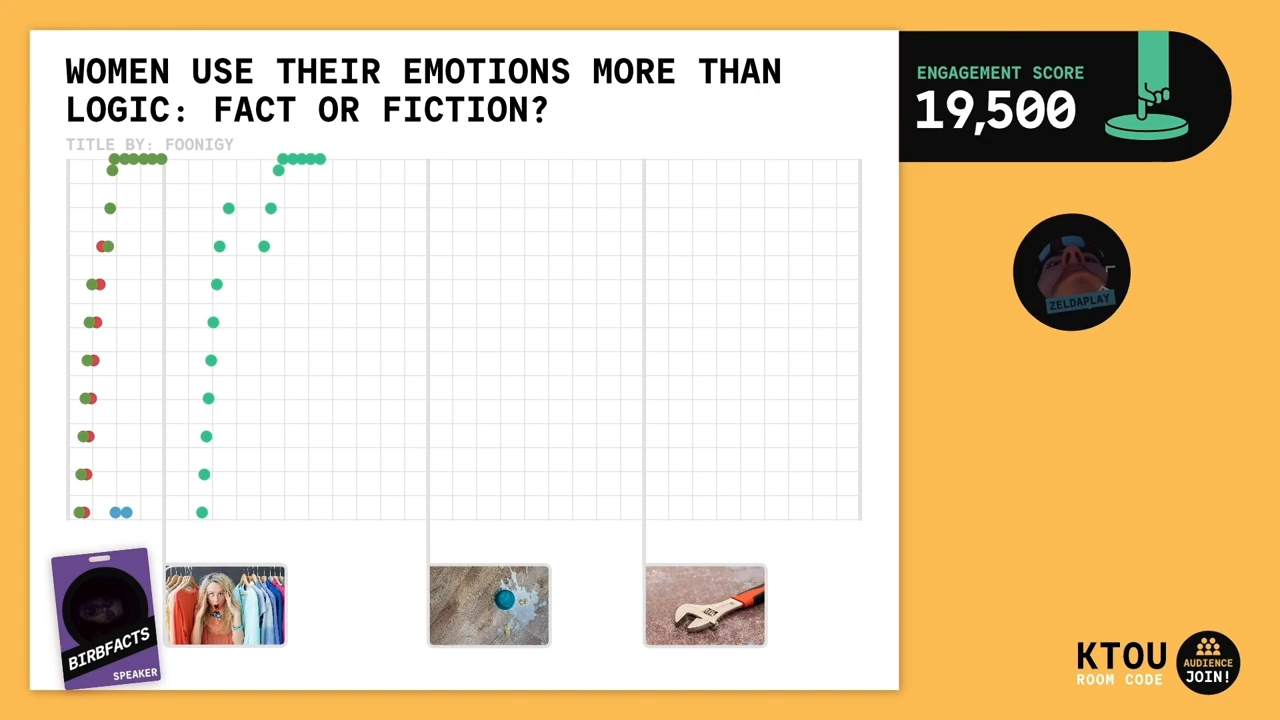 WOMEN USE THEIR EMOTIONS MORE THAN
LOGIC: FACT OR FICTION?
TITLE BY: FOONIGY
ENGAGEMENT SCORE
19,500
ZELDAPLAY
BIRBFACTS
SPEAKER
KTOU
ROOM CODE
AUDIENCE
JOIN!